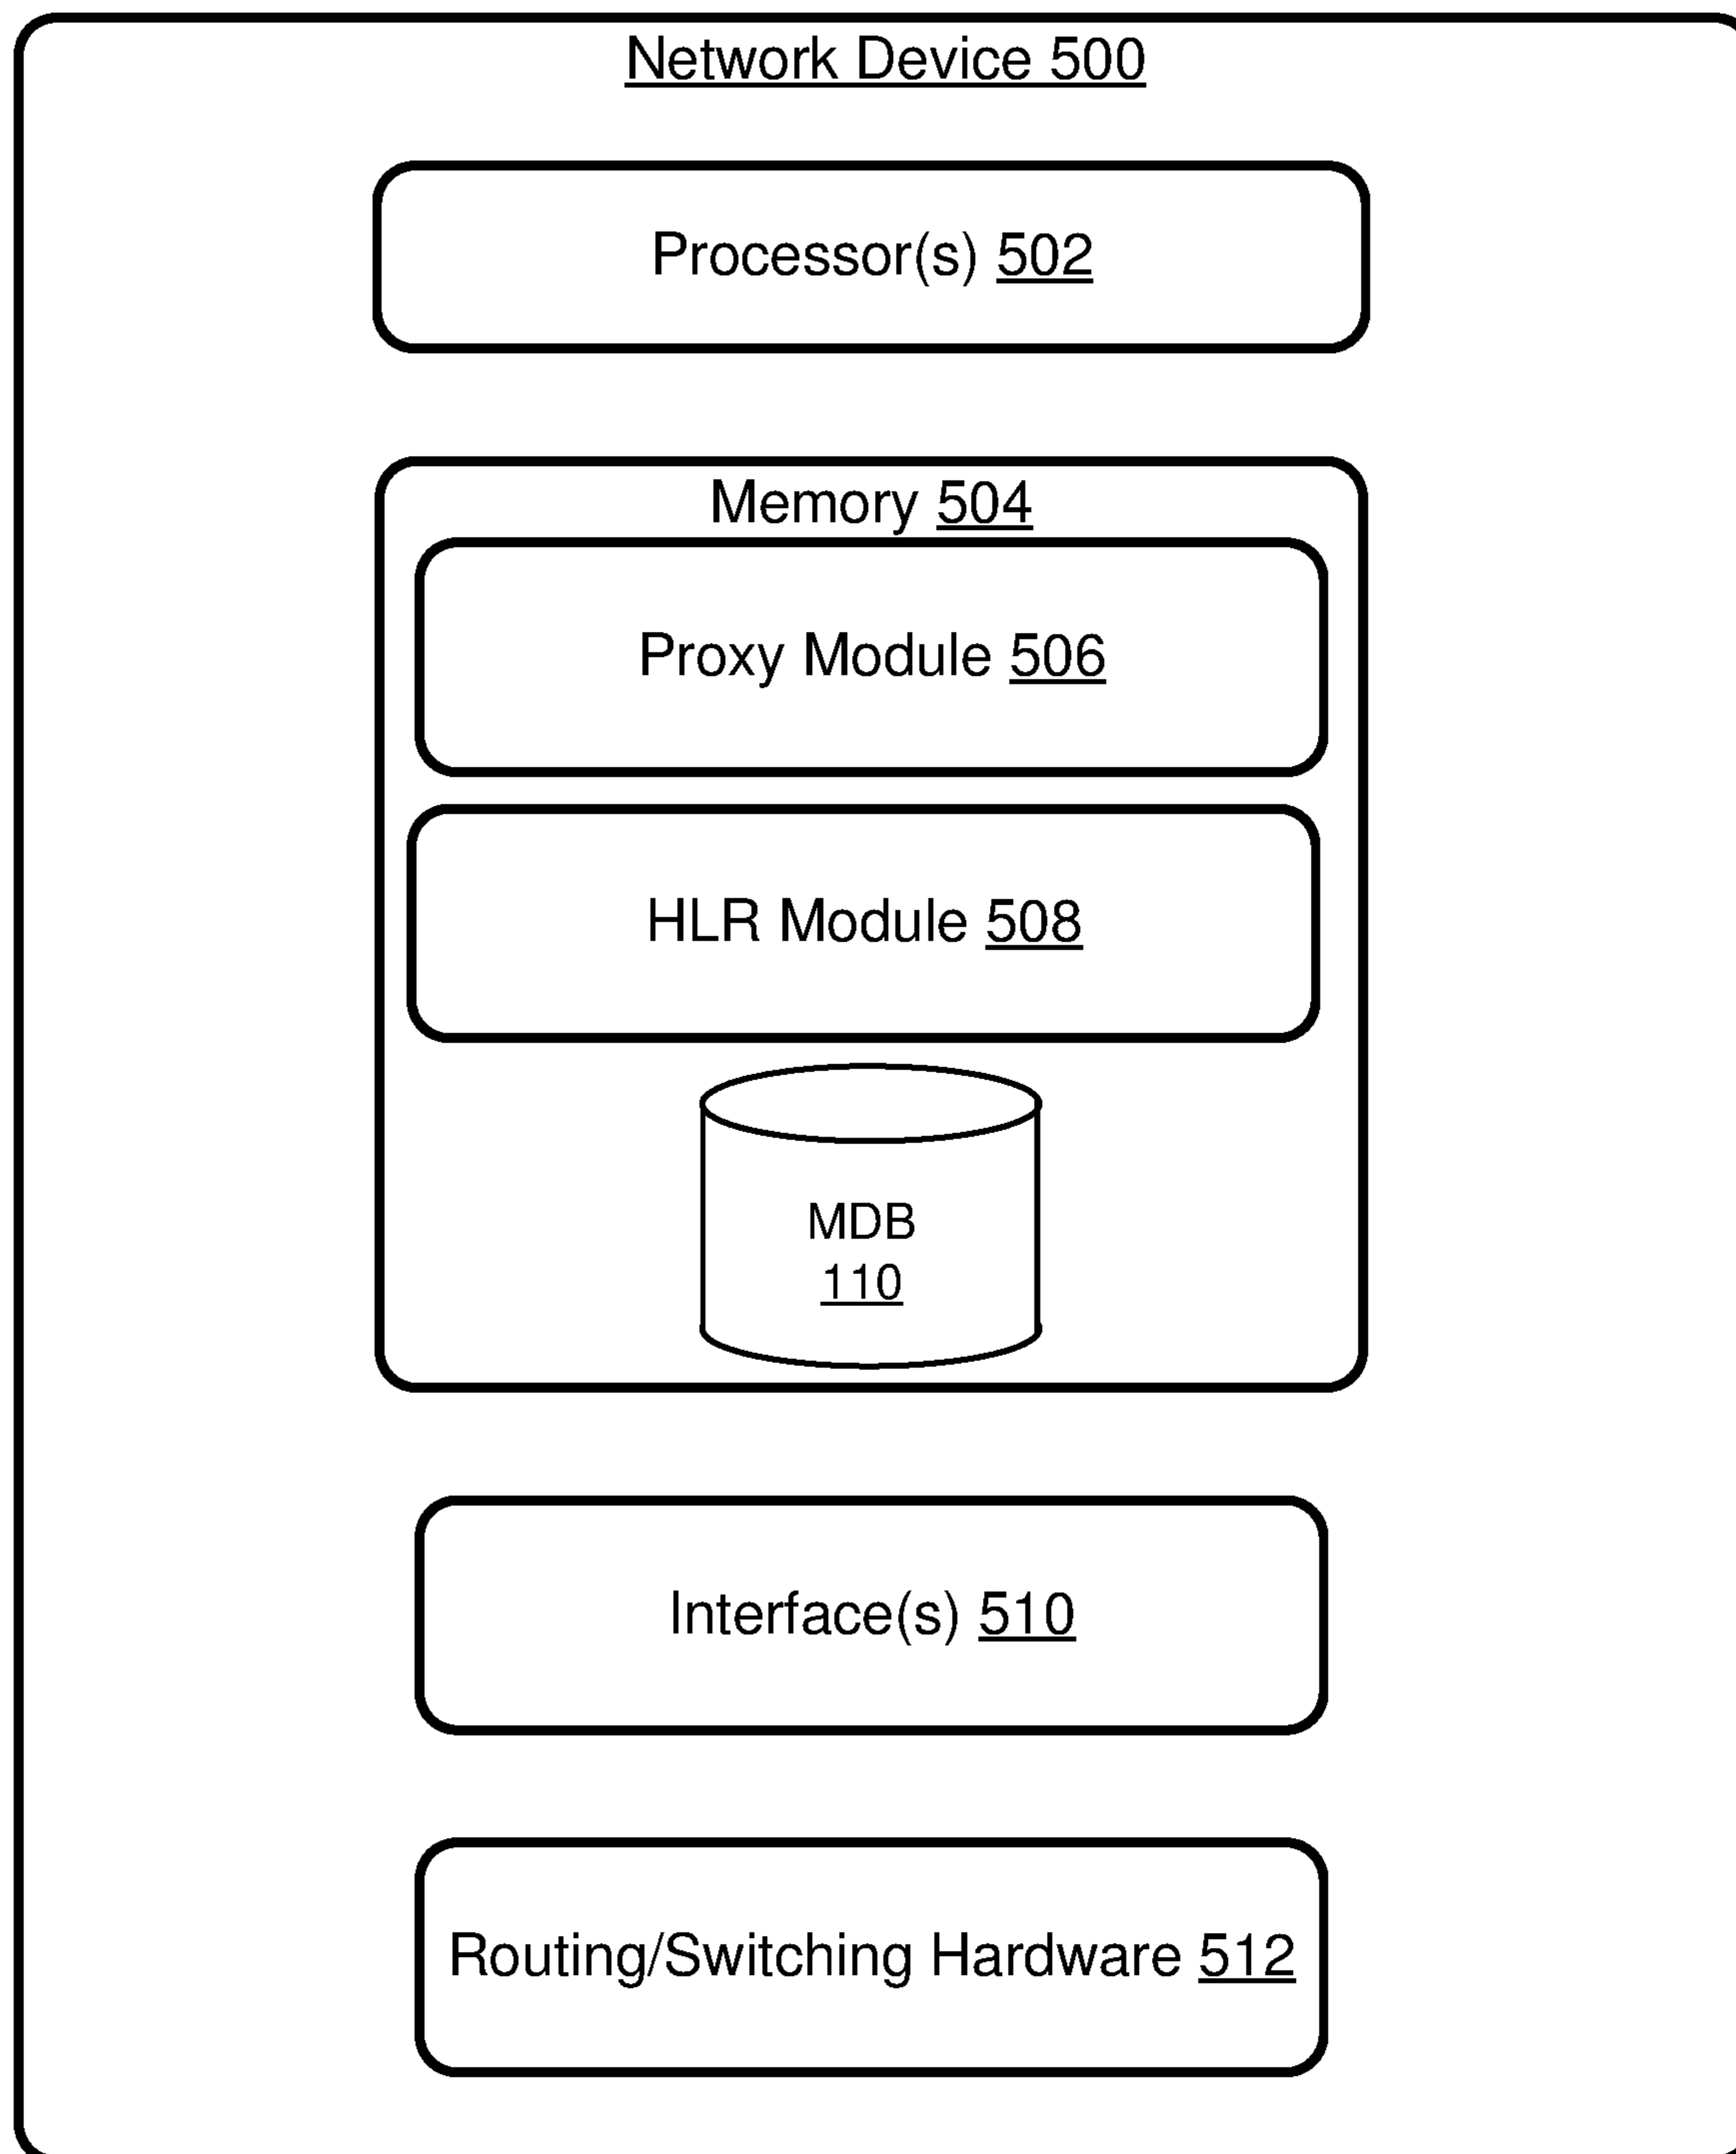 Network Device 500
Processor(s) 502
Memory 504
Proxy Module 506
HLR Module 508
MDB
110
Interface(s) 510
Routing/Switching Hardware 512